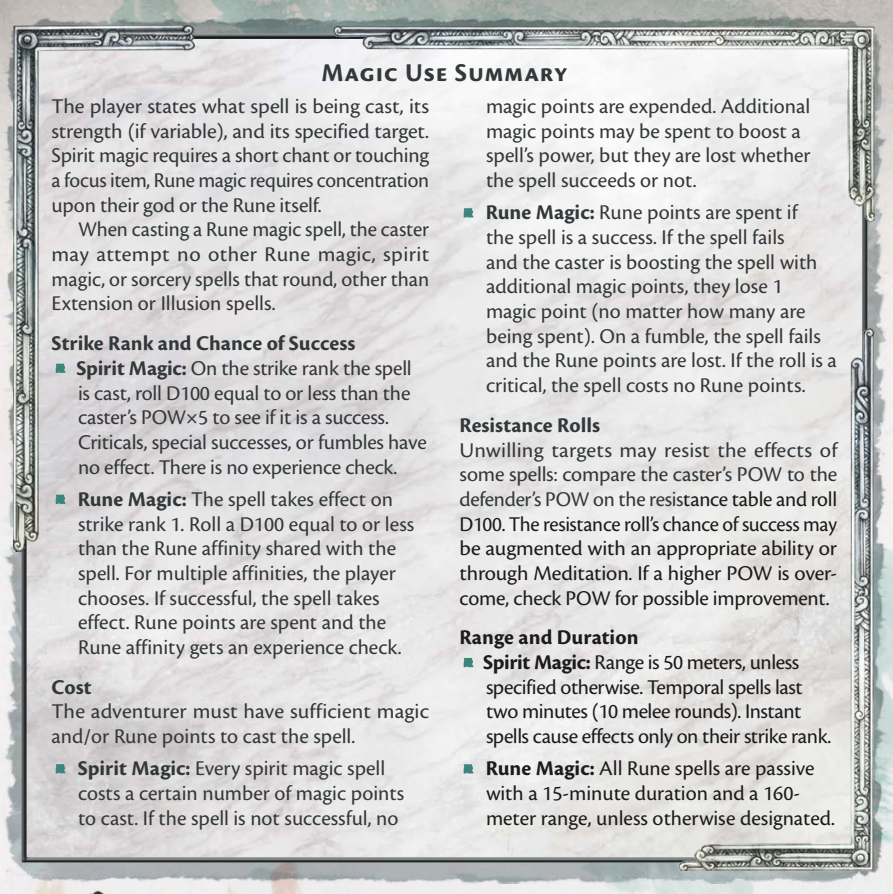 Magic Use Summary
The player states what spell is being cast, its
strength (if variable), and its specified target.
Spirit magic requires a short chant or touching
a focus item, Rune magic requires concentration
upon their god or the Rune itself.
When casting a Rune magic spell, the caster
may attempt no other Rune magic, spirit
magic, or sorcery spells that round, other than
Extension or Illusion spells.
Strike Rank and Chance of Success
Spirit Magic: On the strike rank the spell
is cast, roll D100 equal to or less than the
caster's POW×5 to see if it is a success.
Criticals, special successes, or fumbles have
no effect. There is no experience check.
Rune Magic: The spell takes effect on
strike rank 1. Roll a D100 equal to or less
than the Rune affinity shared with the
spell. For multiple affinities, the player
chooses. If successful, the spell takes
effect. Rune points are spent and the
Rune affinity gets an experience check.
Cost
The adventurer must have sufficient magic
and/or Rune points to cast the spell.
Spirit Magic: Every spirit magic spell
costs a certain number of magic points
to cast. If the spell is not successful, no
magic points are expended. Additional
magic points may be spent to boost a
spell's power, but they are lost whether
the spell succeeds or not.
Rune Magic: Rune points are spent if
the spell is a success. If the spell fails
and the caster is boosting the spell with
additional magic points, they lose 1
magic point (no matter how many are
being spent). On a fumble, the spell fails
and the Rune points are lost. If the roll is a
critical, the spell costs no Rune points.
Resistance Rolls
Unwilling targets may resist the effects of
some spells: compare the caster's POW to the
defender's POW on the resistance table and roll
D100. The resistance roll's chance of success may
be augmented with an appropriate ability or
through Meditation. If a higher POW is over-
come, check POW for possible improvement.
Range and Duration
Spirit Magic: Range is 50 meters, unless
specified otherwise. Temporal spells last
two minutes (10 melee rounds). Instant
spells cause effects only on their strike rank.
Rune Magic: All Rune spells are passive
with a 15-minute duration and a 160-
meter range, unless otherwise designated.